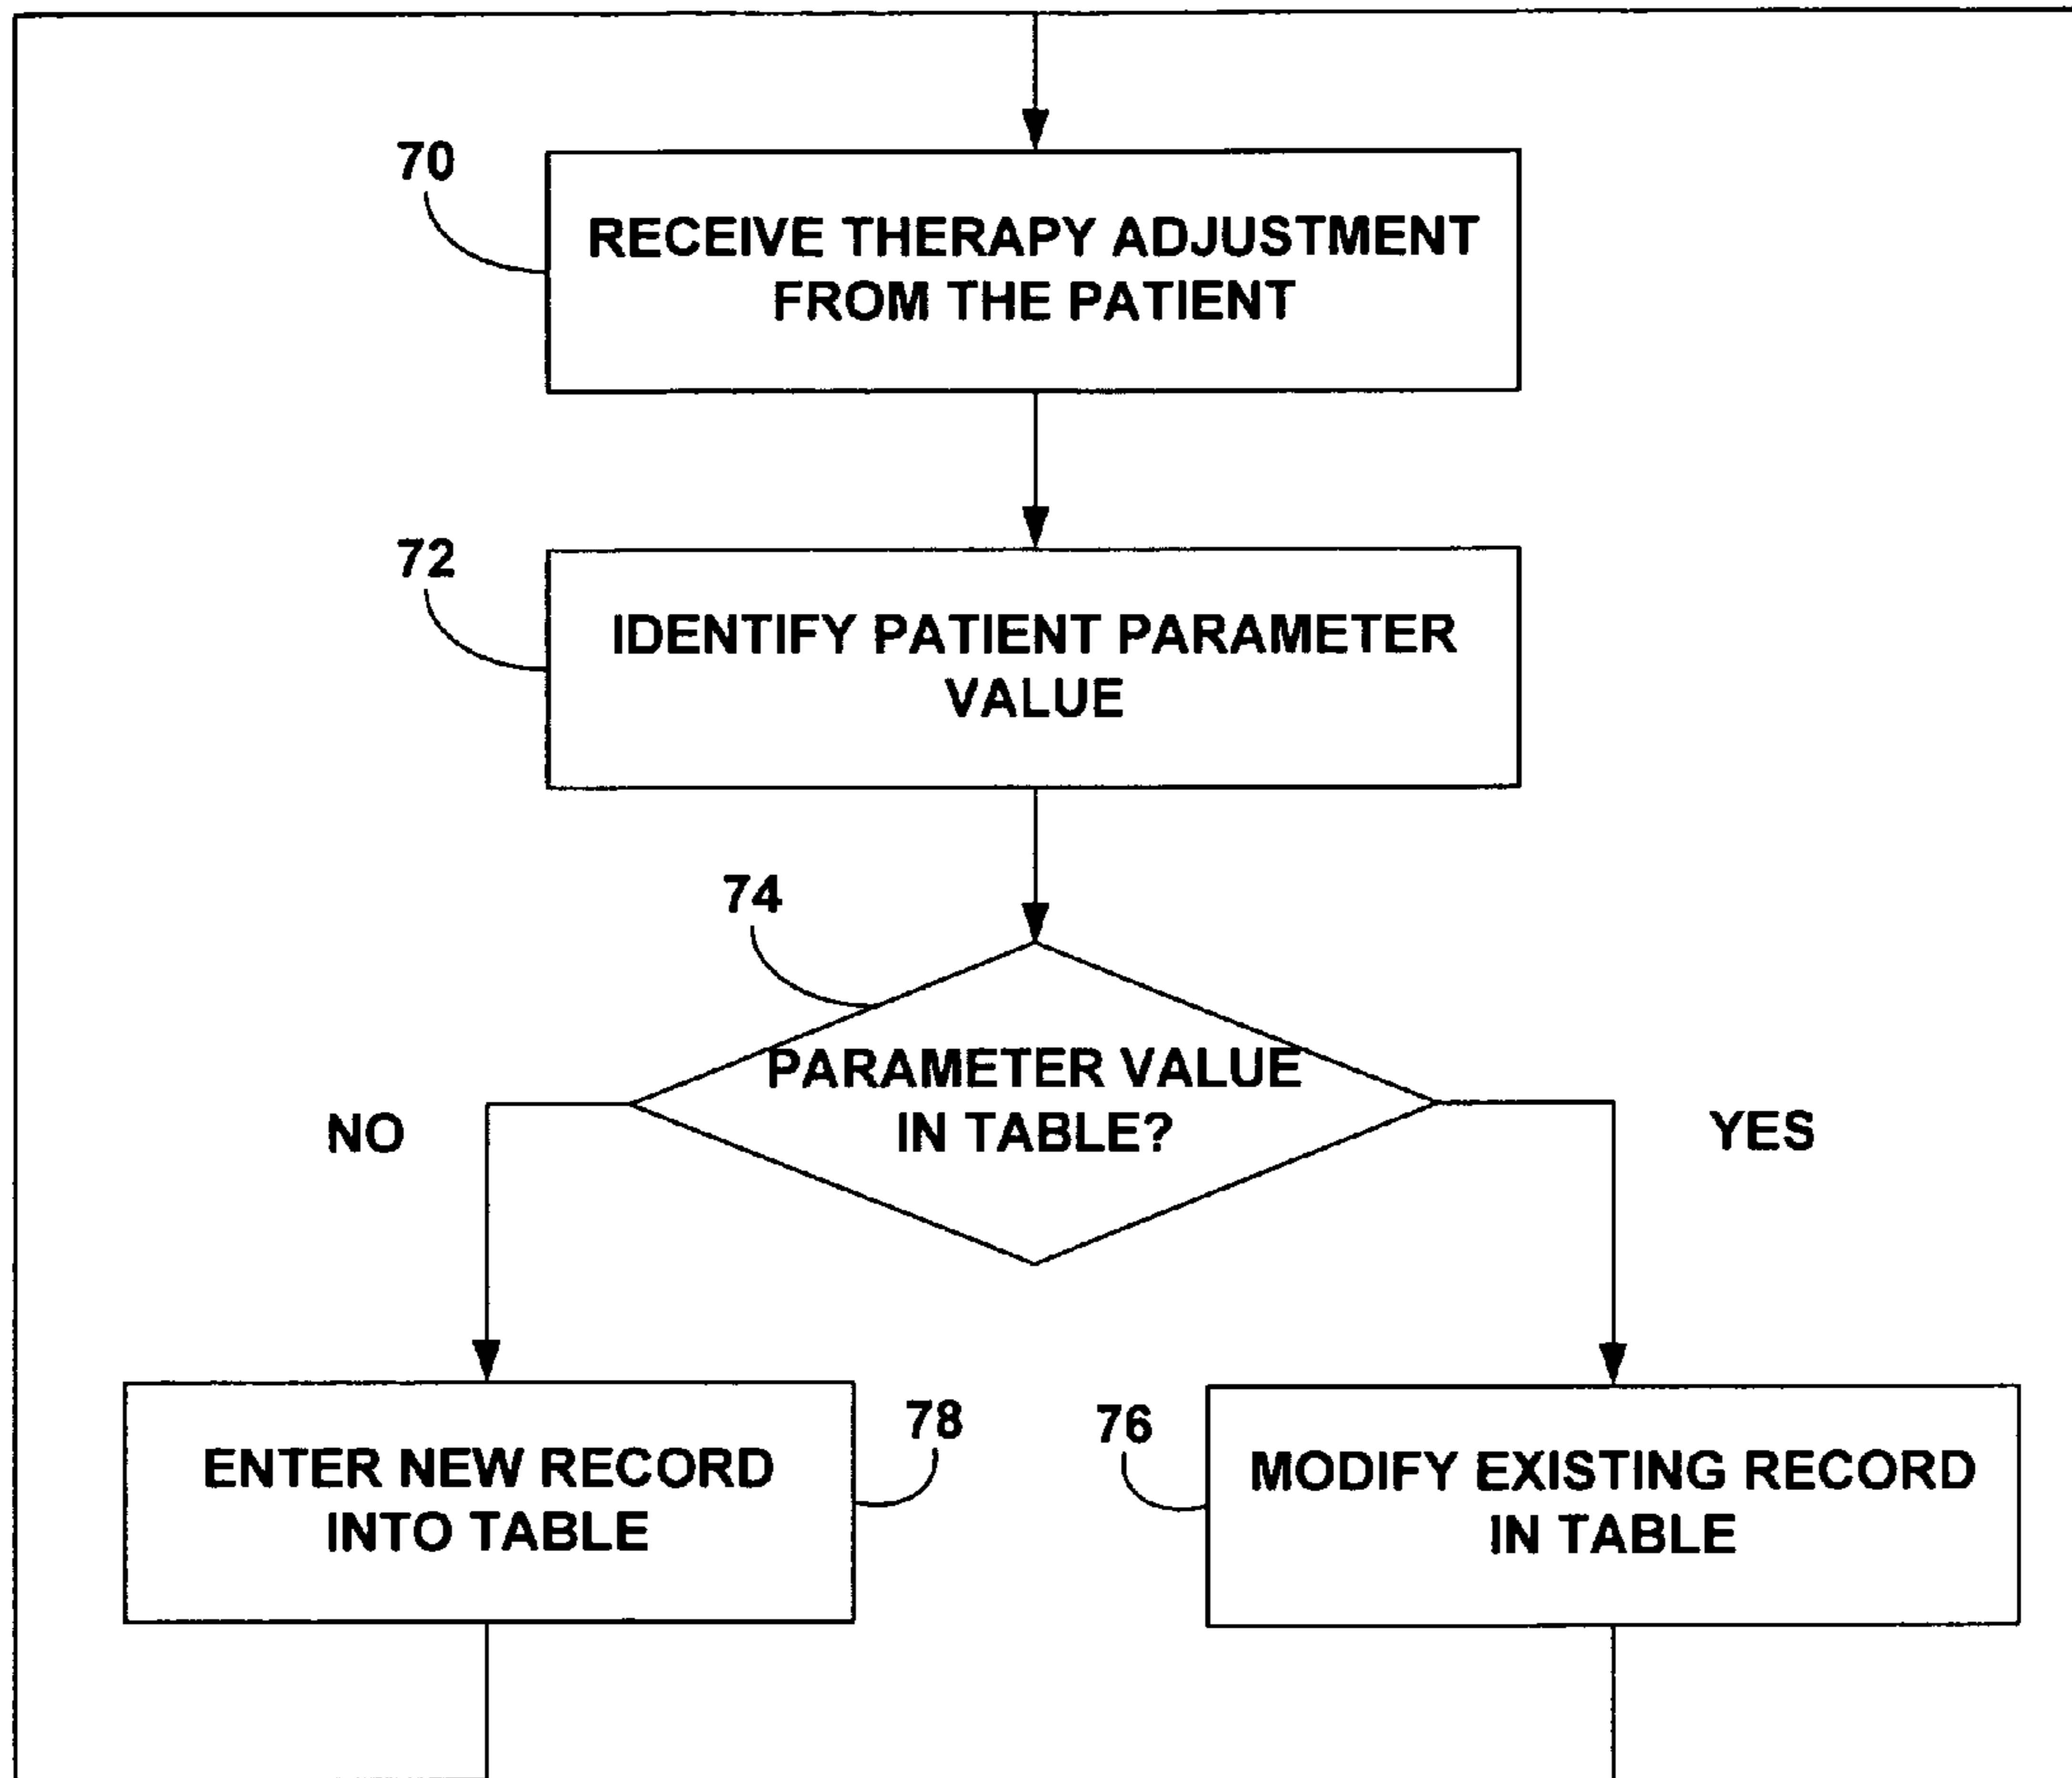 70
RECEIVE THERAPY ADJUSTMENT
FROM THE PATIENT
72
IDENTIFY PATIENT PARAMETER
VALUE
74
PARAMETER VALUE
IN TABLE?
NO
YES
78
ENTER NEW RECORD
INTO TABLE
76
MODIFY EXISTING RECORD
IN TABLE